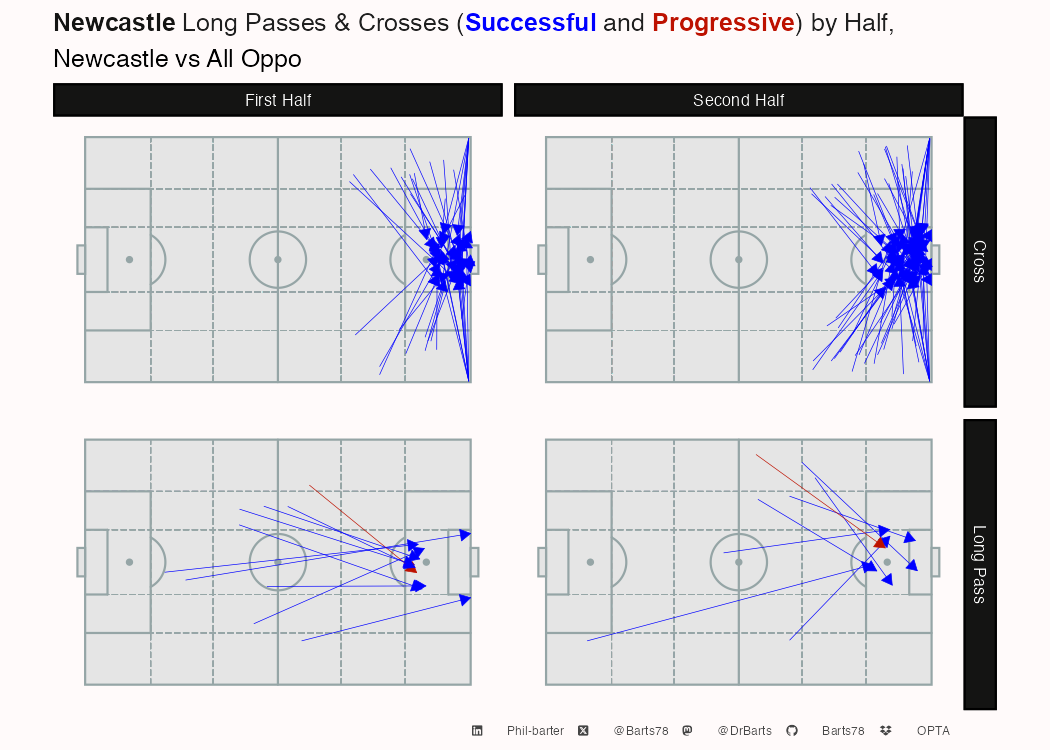 Newcastle Long Passes & Crosses (Successful and Progressive) by Half,
Newcastle vs All Oppo
First Half
Second Half
Cross
Long Pass
Phil-barter @Barts78 @DrBarts Barts78 OPTA